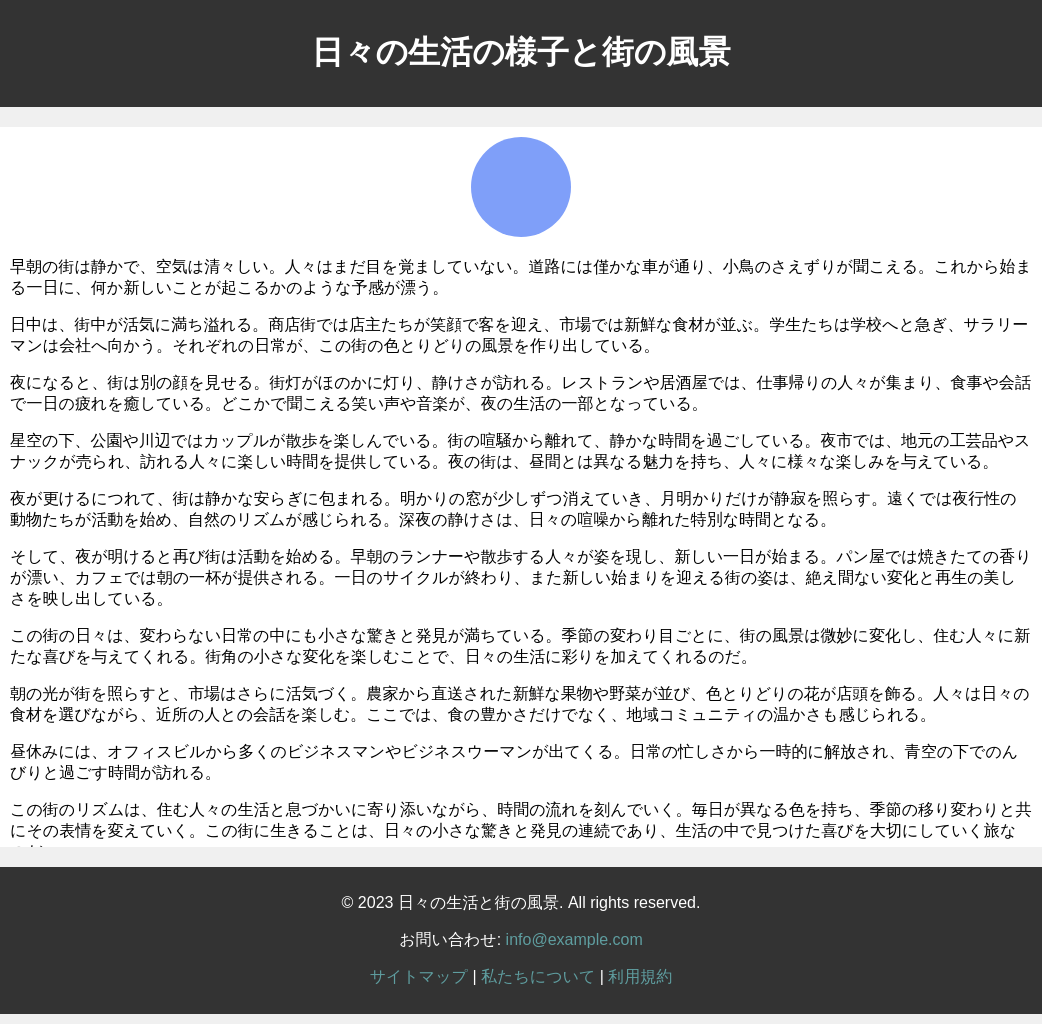 日々の生活の様子と街の風景
早朝の街は静かで、空気は清々しい。人々はまだ目を覚ましていない。道路には僅かな車が通り、小鳥のさえずりが聞こえる。これから始ま
る一日に、何か新しいことが起こるかのような予感が漂う。
日中は、街中が活気に満ち溢れる。商店街では店主たちが笑顔で客を迎え、市場では新鮮な食材が並ぶ。学生たちは学校へと急ぎ、サラリー
マンは会社へ向かう。それぞれの日常が、この街の色とりどりの風景を作り出している。
夜になると、街は別の顔を見せる。街灯がほのかに灯り、静けさが訪れる。レストランや居酒屋では、仕事帰りの人々が集まり、食事や会話
で一日の疲れを癒している。どこかで聞こえる笑い声や音楽が、夜の生活の一部となっている。
星空の下、公園や川辺ではカップルが散歩を楽しんでいる。街の喧騒から離れて、静かな時間を過ごしている。夜市では、地元の工芸品やス
ナックが売られ、訪れる人々に楽しい時間を提供している。夜の街は、昼間とは異なる魅力を持ち、人々に様々な楽しみを与えている。
夜が更けるにつれて、街は静かな安らぎに包まれる。明かりの窓が少しずつ消えていき、月明かりだけが静寂を照らす。遠くでは夜行性の
動物たちが活動を始め、自然のリズムが感じられる。深夜の静けさは、日々の喧噪から離れた特別な時間となる。
そして、夜が明けると再び街は活動を始める。早朝のランナーや散歩する人々が姿を現し、新しい一日が始まる。パン屋では焼きたての香り
が漂い、カフェでは朝の一杯が提供される。一日のサイクルが終わり、また新しい始まりを迎える街の姿は、絶え間ない変化と再生の美し
さを映し出している。
この街の日々は、変わらない日常の中にも小さな驚きと発見が満ちている。季節の変わり目ごとに、街の風景は微妙に変化し、住む人々に新
たな喜びを与えてくれる。街角の小さな変化を楽しむことで、日々の生活に彩りを加えてくれるのだ。
朝の光が街を照らすと、市場はさらに活気づく。農家から直送された新鮮な果物や野菜が並び、色とりどりの花が店頭を飾る。人々は日々の
食材を選びながら、近所の人との会話を楽しむ。ここでは、食の豊かさだけでなく、地域コミュニティの温かさも感じられる。
昼休みには、オフィスビルから多くのビジネスマンやビジネスウーマンが出てくる。日常の忙しさから一時的に解放され、青空の下でのん
びりと過ごす時間が訪れる。
この街のリズムは、住む人々の生活と息づかいに寄り添いながら、時間の流れを刻んでいく。毎日が異なる色を持ち、季節の移り変わりと共
にその表情を変えていく。この街に生きることは、日々の小さな驚きと発見の連続であり、生活の中で見つけた喜びを大切にしていく旅な
© 2023 日々の生活と街の風景. All rights reserved.
お問い合わせ: info@example.com
サイトマップ | 私たちについて | 利用規約